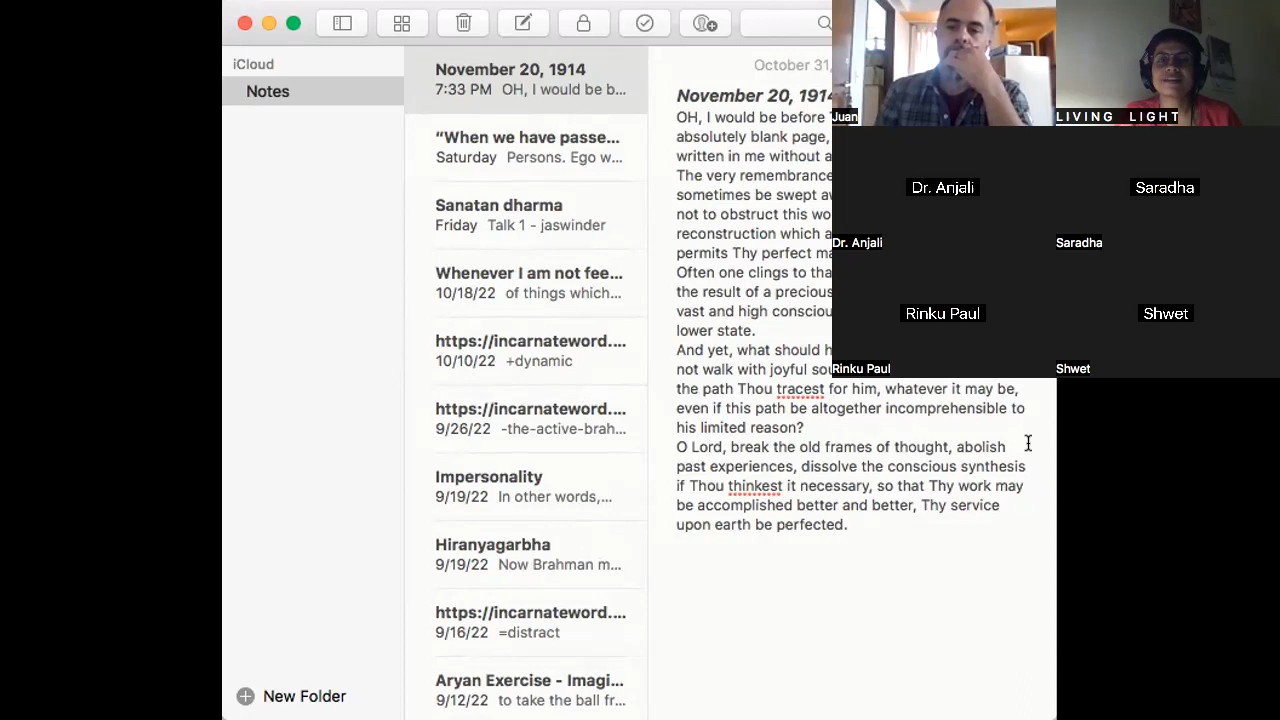 iCloud
Notes
New Folder
November 20, 1914
7:33 PM OH, I would be b...
“When we have passe...
Saturday Persons. Ego w...
Sanatan dharma
Friday Talk 1 - jaswinder
Whenever I am not fee...
10/18/22 of things which...
https://incarnateword....
10/10/22 +dynamic
https://incarnateword....
9/26/22 -the-active-brah...
Impersonality
9/19/22 In other words,...
Hiranyagarbha
9/19/22 Now Brahman m...
https://incarnateword....
9/16/22 =distract
Aryan Exercise - Imagi...
9/12/22 to take the ball fr...
October 31,
November 20, 1914
OH, I would be before
absolutely blank page,
written in me without a
The very remembrance
sometimes be swept aw
not to obstruct this wo
reconstruction which a
permits Thy perfect ma
Often one clings to tha
the result of a precious
vast and high consciou
lower state.
And yet, what should h
not walk with joyful sou
the path Thou tracest for him, whatever it may be,
even if this path be altogether incomprehensible to
his limited reason?
O Lord, break the old frames of thought, abolish
past experiences, dissolve the conscious synthesis
if Thou thinkest it necessary, so that Thy work may
be accomplished better and better, Thy service
upon earth be perfected.
Juan
LIVING LIGHT
Dr. Anjali
Saradha
Dr. Anjali
Saradha
Rinku Paul
Shwet
Rinku Paul
Shwet